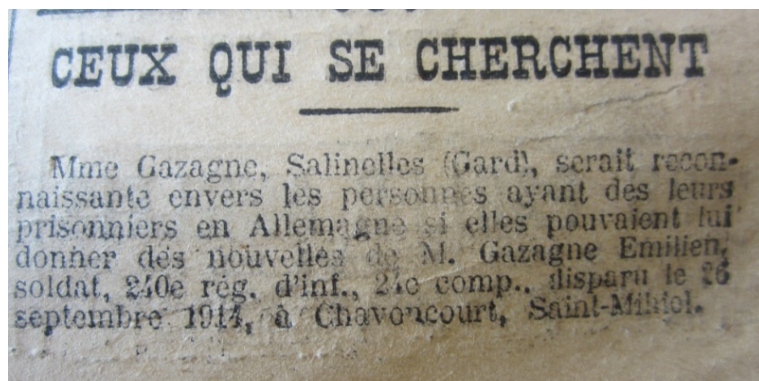 CEUX QUI SE CHERCHENT
Mme Gazagne, Salinelles (Gard), serait recon-
naissante envers les personnes ayant des leurs
prisonniers en Allemagne si elles pouvaient lui
donner des nouvelles de M. Gazagne Emilien,
soldat, 240e rég. d'inf., 24e comp., disparu le 26
septembre 1914, à Chavoncourt, Saint-Mihiel.